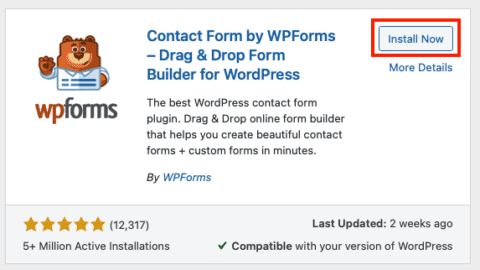 Contact Form by WPForms
– Drag & Drop Form
Builder for WordPress
Install Now
More Details
wpforms
The best WordPress contact form
plugin. Drag & Drop online form builder
that helps you create beautiful contact
forms + custom forms in minutes.
By WPForms
(12,317)
5+ Million Active Installations
Last Updated: 2 weeks ago
Compatible with your version of WordPress